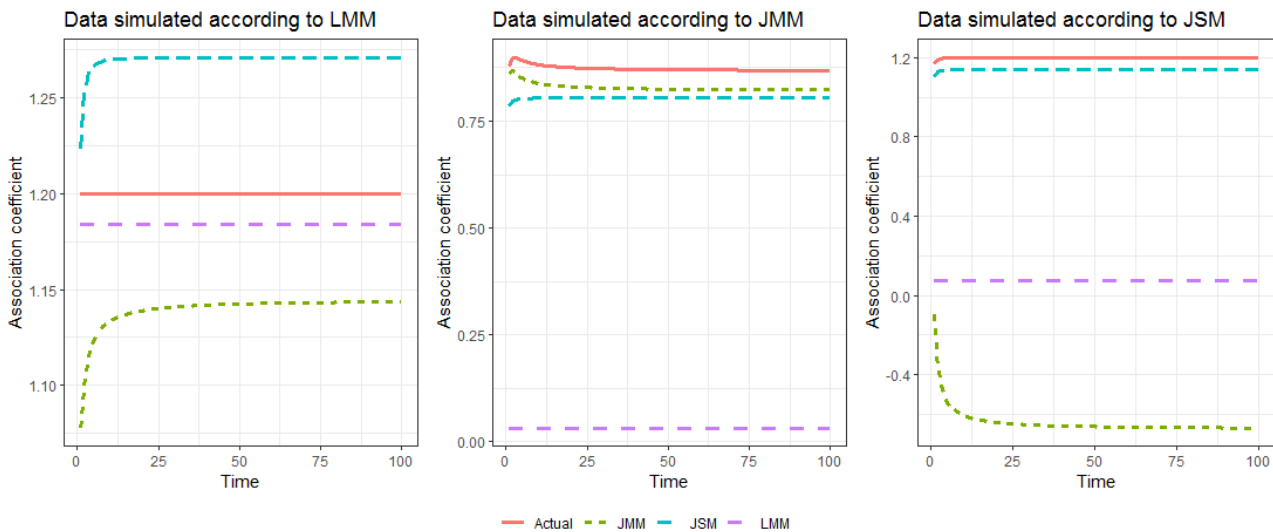 Data simulated according to LMM
Data simulated according to JMM
Data simulated according to JSM
Association coefficient
1.25
1.20
1.15
1.10
0 25 50 75 100
Time
Association coefficient
0.75
0.50
0.25
0.00
0 25 50 75 100
Time
Association coefficient
1.2
0.8
0.4
0.0
-0.4
0 25 50 75 100
Time
Actual JMM JSM LMM